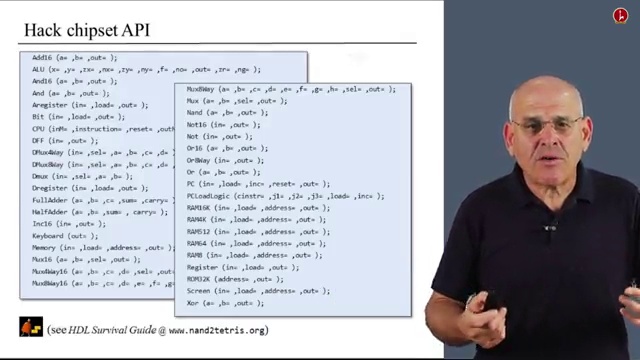 Hack chipset API
Add16 (a= ,b= ,out= );
ALU (x= ,y= ,zx= ,nx= ,zy= ,ny= ,f= ,no= ,out= ,zr= ,ng= );
And16 (a= ,b= ,out= );
And (a= ,b= ,out= );
Aregister (in= ,load= ,out= );
Bit (in= ,load= ,out= );
CPU (inM= ,instruction= ,reset= ,outM
DFF (in= ,out= );
DMux4Way (in= ,sel= ,a= ,b= ,c= ,d=
DMux8Way (in= ,sel= ,a= ,b= ,c= ,d=
Dmux (in= ,sel= ,a= ,b= );
Dregister (in= ,load= ,out= );
FullAdder (a= ,b= ,c= ,sum= ,carry=
HalfAdder (a= ,b= ,sum= , carry= );
Inc16 (in= ,out= );
Keyboard (out= );
Memory (in= ,load= ,address= ,out=
Mux16 (a= ,b= ,sel= ,out= );
Mux4Way16 (a= ,b= ,c= ,d= ,sel= ,out=
Mux8Way16 (a= ,b= ,c= ,d= ,e= ,f= ,g=
Mux8Way (a= ,b= ,c= ,d= ,e= ,f= ,g= ,h= ,sel= ,out= );
Mux (a= ,b= ,sel= ,out= );
Nand (a= ,b= ,out= );
Not16 (in= ,out= );
Not (in= ,out= );
Or16 (a= ,b= ,out= );
Or8Way (in= ,out= );
Or (a= ,b= ,out= );
PC (in= ,load= ,inc= ,reset= ,out= );
PCLoadLogic (cinstr= ,j1= ,j2= ,j3= ,load= ,inc= );
RAM16K (in= ,load= ,address= ,out= );
RAM4K (in= ,load= ,address= ,out= );
RAM512 (in= ,load= ,address= ,out= );
RAM64 (in= ,load= ,address= ,out= );
RAM8 (in= ,load= ,address= ,out= );
Register (in= ,load= ,out= );
ROM32K (address= ,out= );
Screen (in= ,load= ,address= ,out= );
Xor (a= ,b= ,out= );
(see HDL Survival Guide @ www.nand2tetris.org)